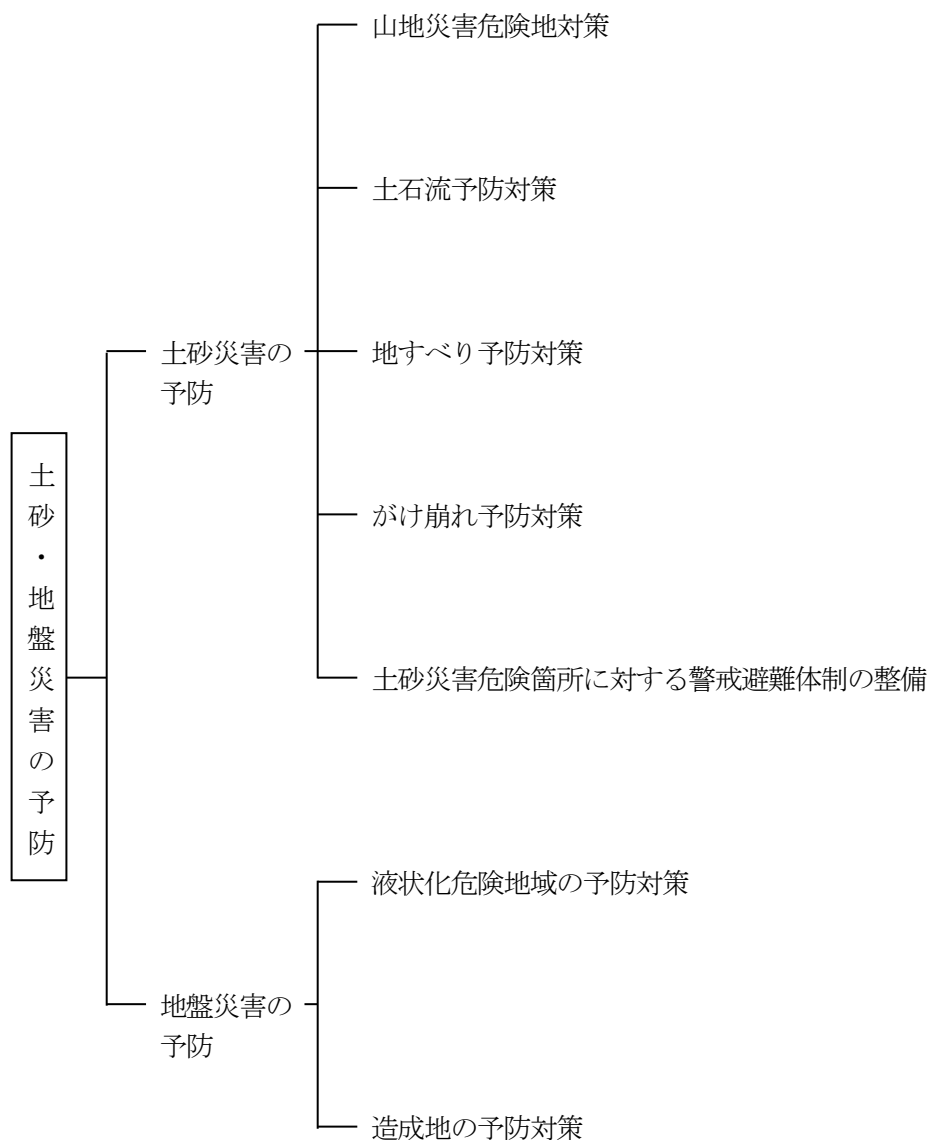 土砂・地盤災害の予防
土砂災害の
予防
山地災害危険地対策
土石流予防対策
地すべり予防対策
がけ崩れ予防対策
土砂災害危険箇所に対する警戒避難体制の整備
地盤災害の
予防
液状化危険地域の予防対策
造成地の予防対策